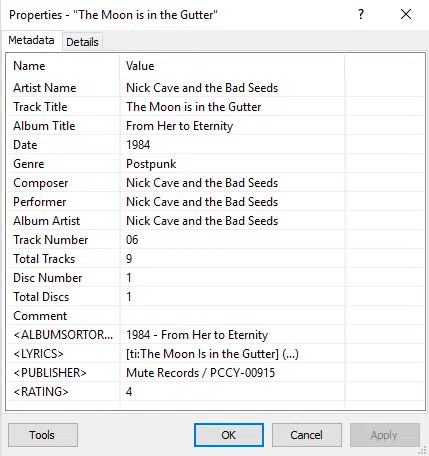 Properties - "The Moon is in the Gutter"
Metadata Details
Name Value
Artist Name Nick Cave and the Bad Seeds
Track Title The Moon is in the Gutter
Album Title From Her to Eternity
Date 1984
Genre Postpunk
Composer Nick Cave and the Bad Seeds
Performer Nick Cave and the Bad Seeds
Album Artist Nick Cave and the Bad Seeds
Track Number 06
Total Tracks 9
Disc Number 1
Total Discs 1
Comment
<ALBUMSORTOR... 1984 - From Her to Eternity
<LYRICS> [ti:The Moon Is in the Gutter] (...)
<PUBLISHER> Mute Records / PCCY-00915
<RATING> 4
Tools OK Cancel Apply